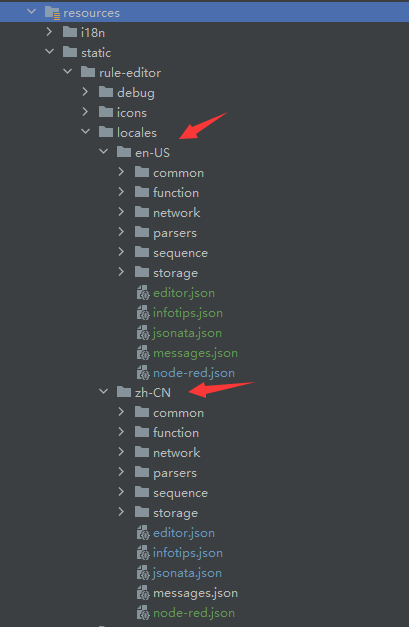 resources
i18n
static
rule-editor
debug
icons
locales
en-US
common
function
network
parsers
sequence
storage
editor.json
infotips.json
jsonata.json
messages.json
node-red.json
zh-CN
common
function
network
parsers
sequence
storage
editor.json
infotips.json
jsonata.json
messages.json
node-red.json